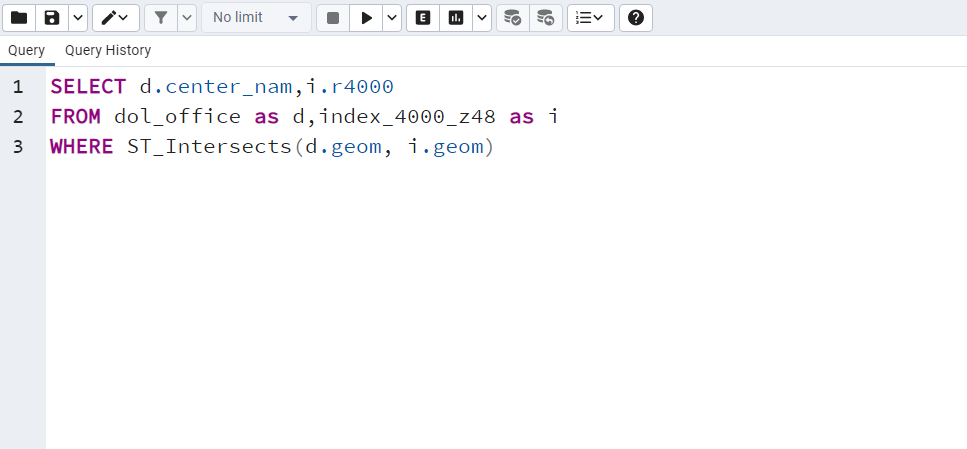 No limit
E
Query Query History
1 SELECT d.center_nam,i.r4000
2 FROM dol_office as d,index_4000_z48 as i
3 WHERE ST_Intersects(d.geom, i.geom)